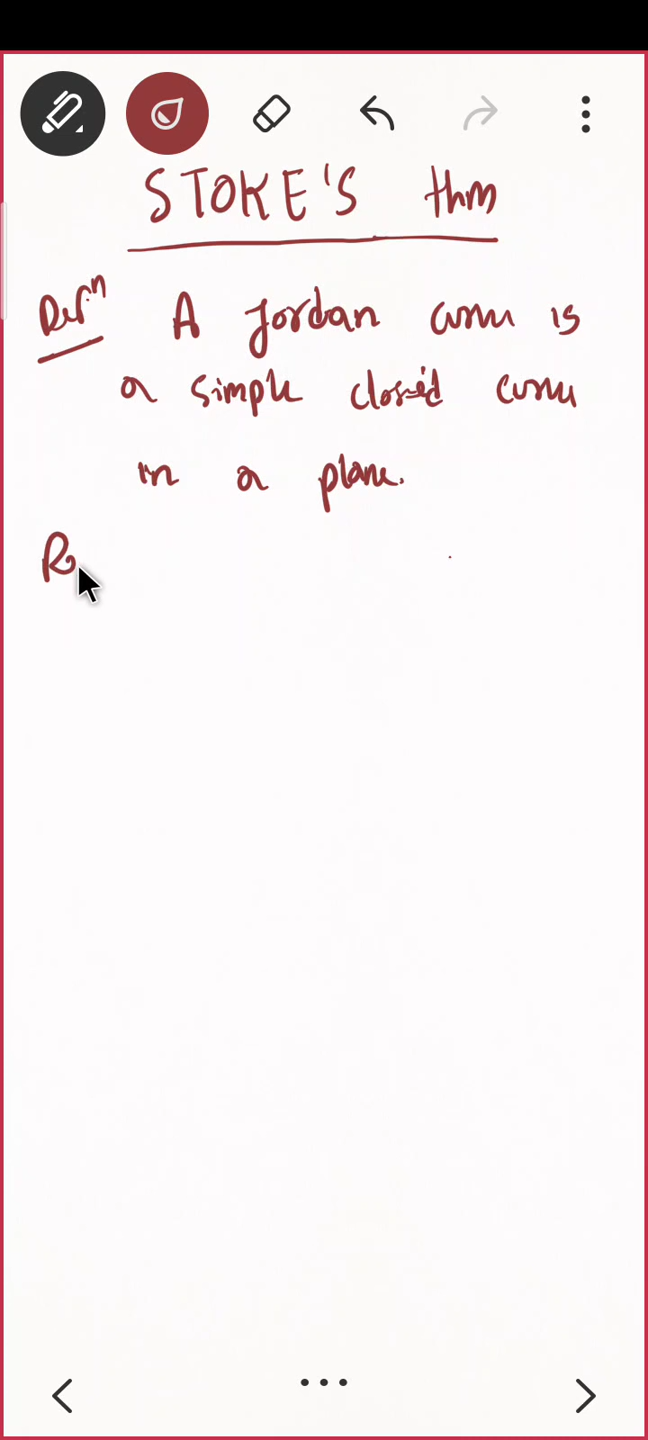 STOKE'S thm
Defⁿ A Jordan curve is
a simple closed curve
in a plane.
R